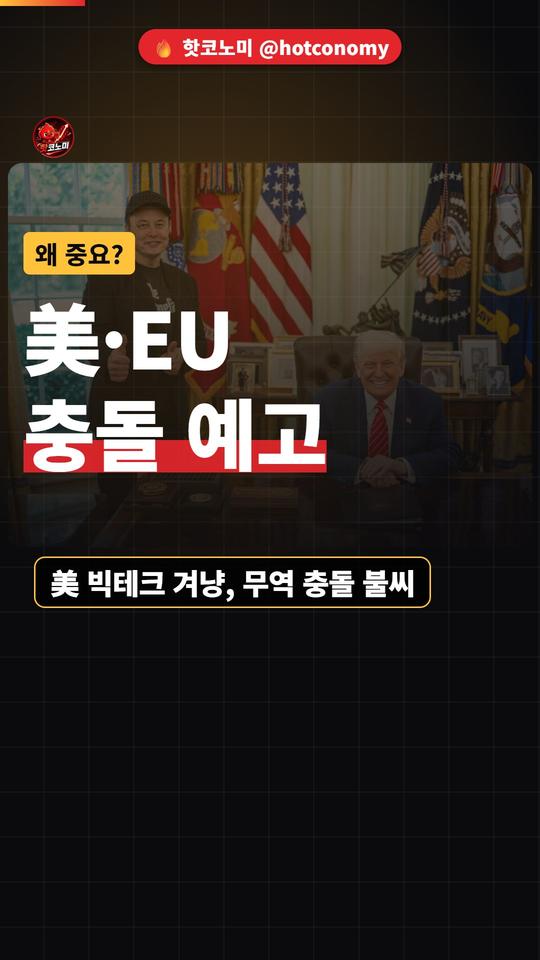 🔥 핫코노미 @hotconomy
핫코노미
왜 중요?
美·EU
충돌 예고
美 빅테크 겨냥, 무역 충돌 불씨